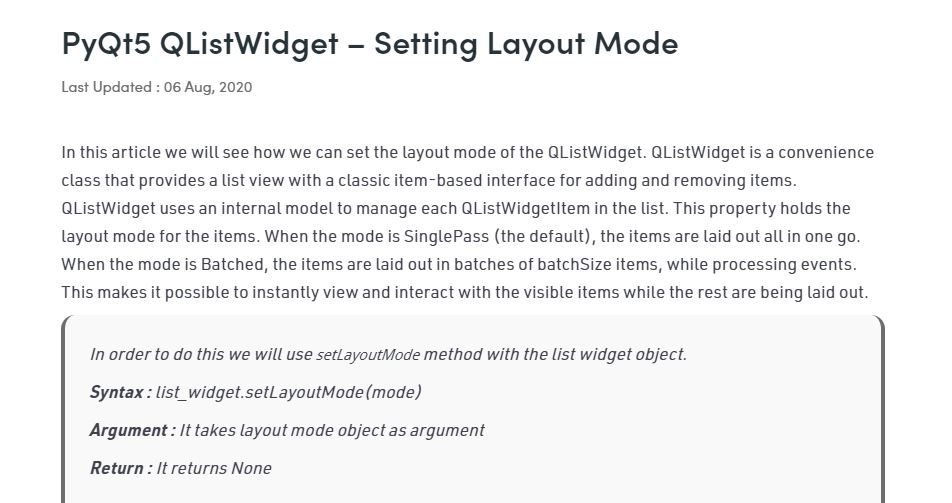 PyQt5 QListWidget – Setting Layout Mode
Last Updated : 06 Aug, 2020
In this article we will see how we can set the layout mode of the QListWidget. QListWidget is a convenience
class that provides a list view with a classic item-based interface for adding and removing items.
QListWidget uses an internal model to manage each QListWidgetItem in the list. This property holds the
layout mode for the items. When the mode is SinglePass (the default), the items are laid out all in one go.
When the mode is Batched, the items are laid out in batches of batchSize items, while processing events.
This makes it possible to instantly view and interact with the visible items while the rest are being laid out.
In order to do this we will use setLayoutMode method with the list widget object.
Syntax : list_widget.setLayoutMode(mode)
Argument : It takes layout mode object as argument
Return : It returns None